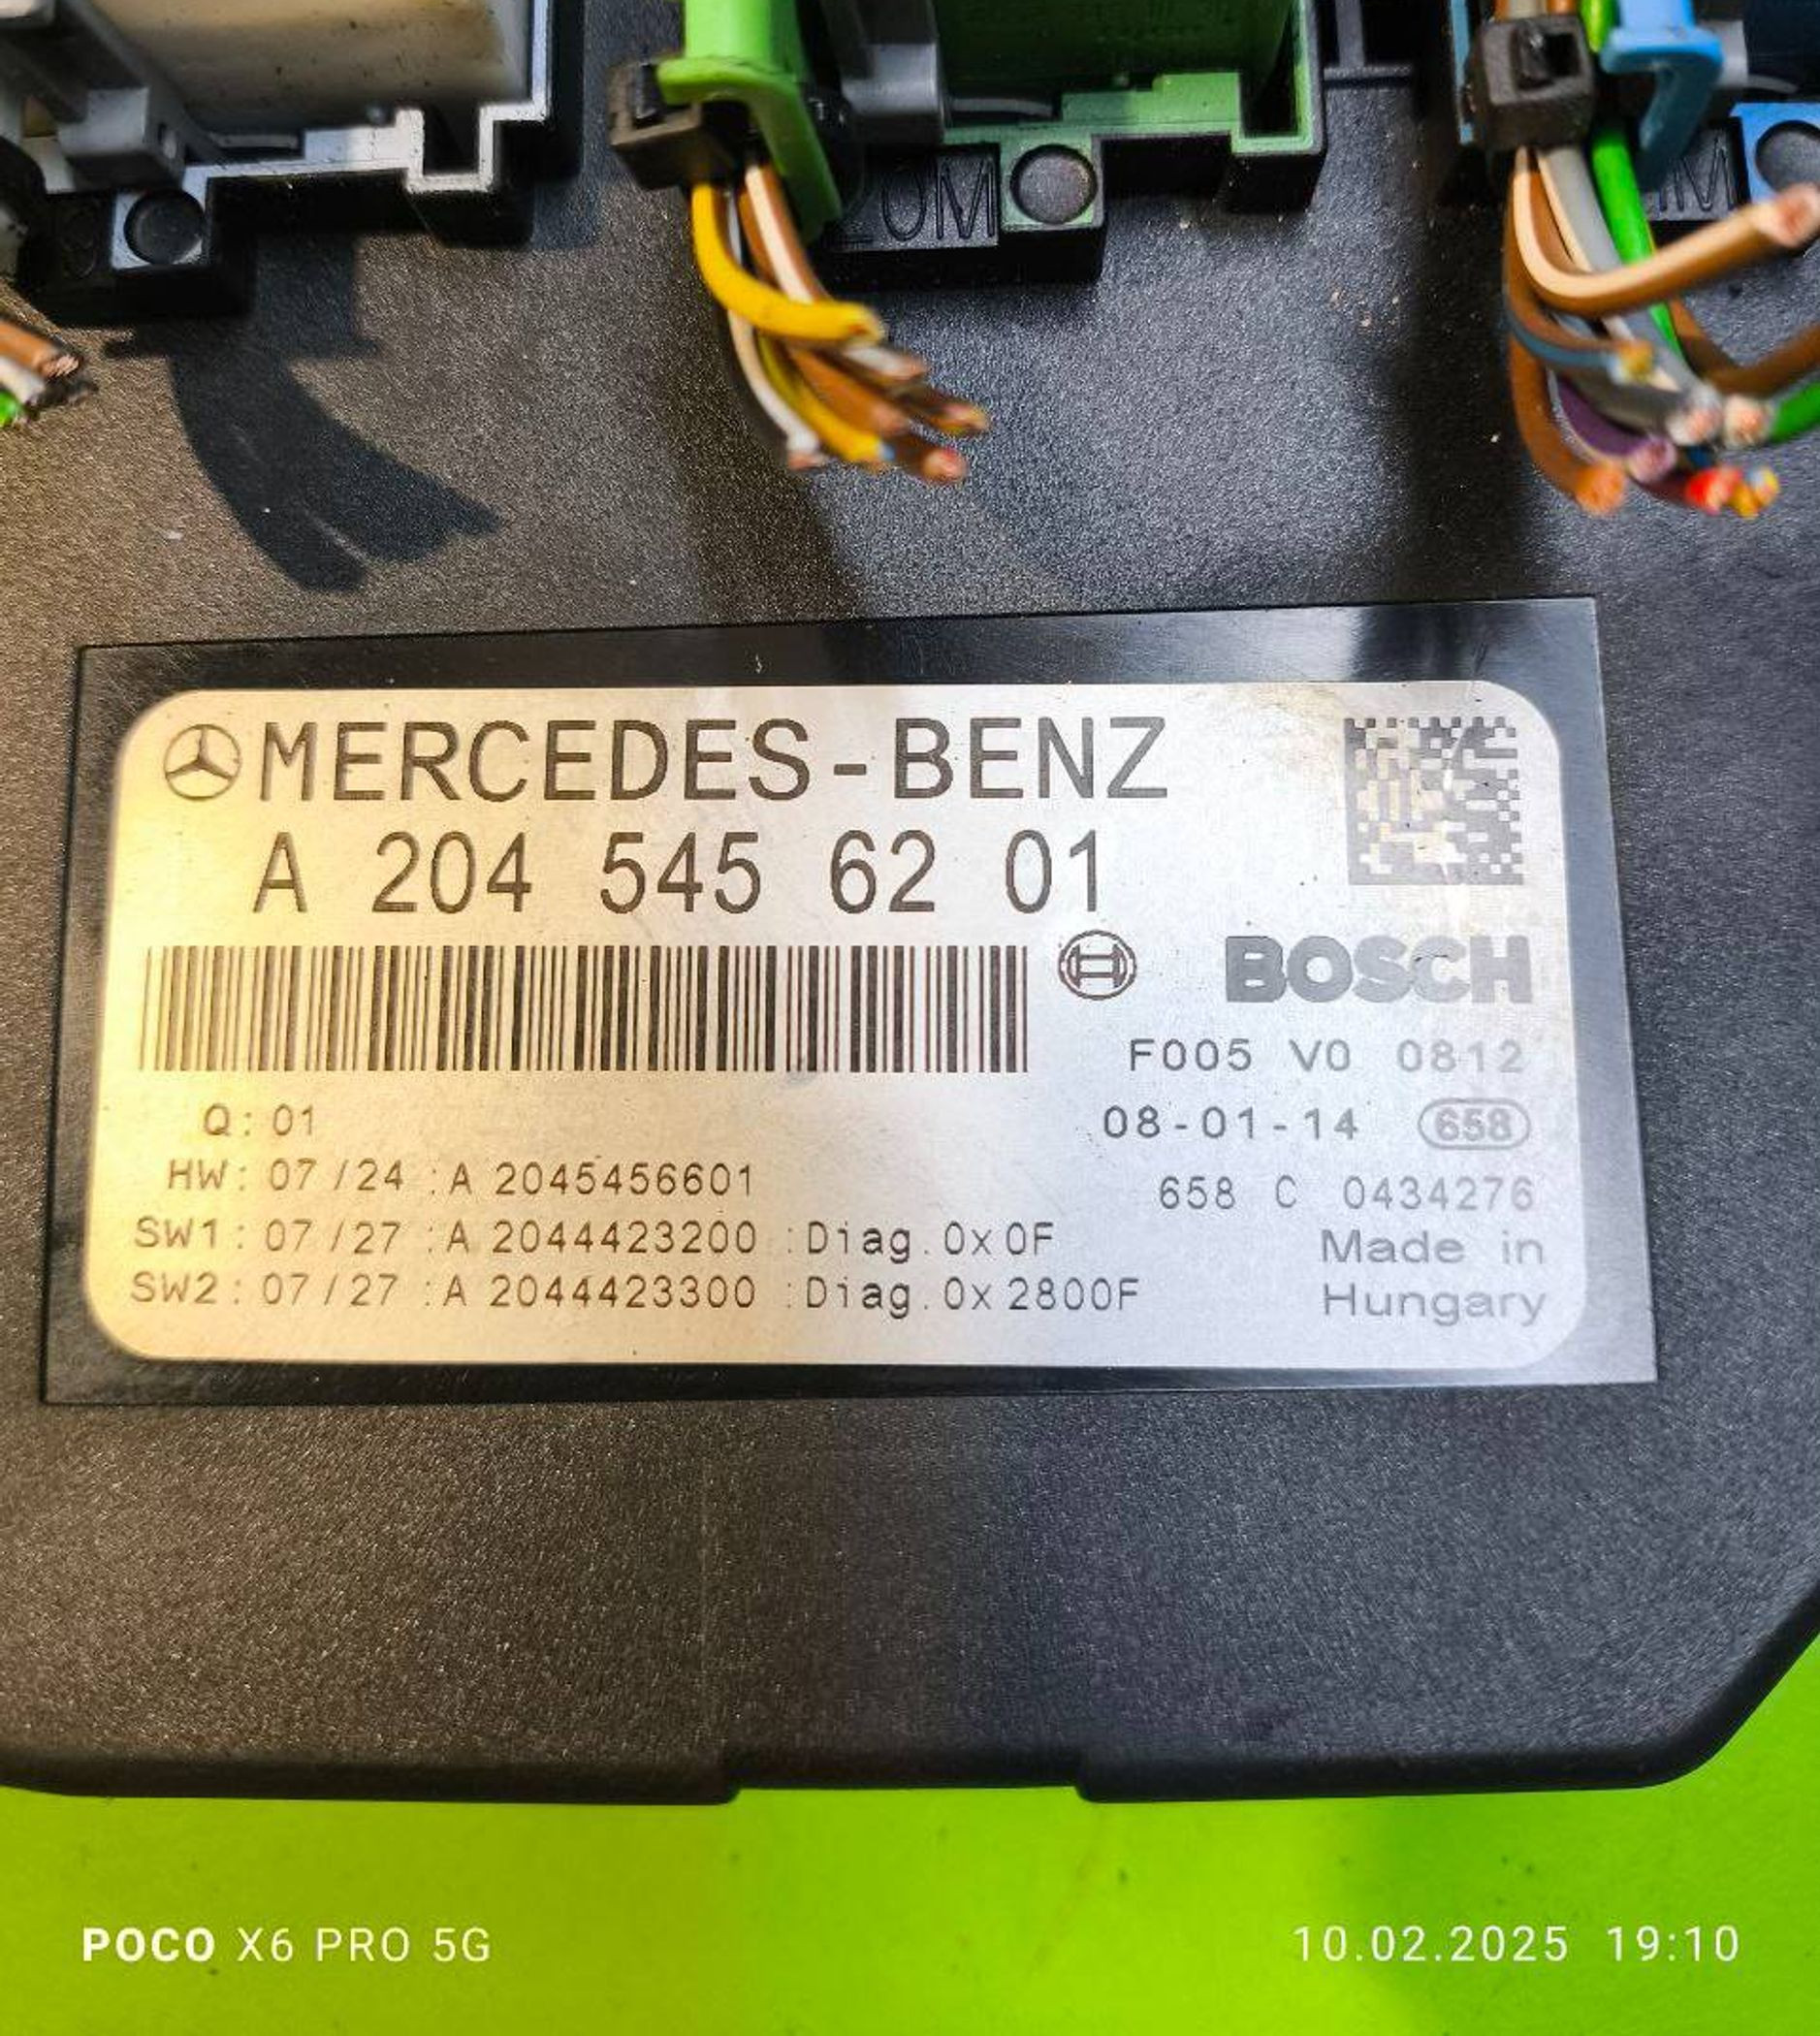 20M
MERCEDES-BENZ
A 204 545 62 01
BOSCH
F005 V0 0812
Q: 01
08-01-14 658
HW: 07/24 :A 2045456601
658 C 0434276
SW1: 07/27 :A 2044423200 :Diag.0x0F
Made in
SW2: 07/27 :A 2044423300 :Diag.0x2800F
Hungary
POCO X6 PRO 5G
10.02.2025 19:10